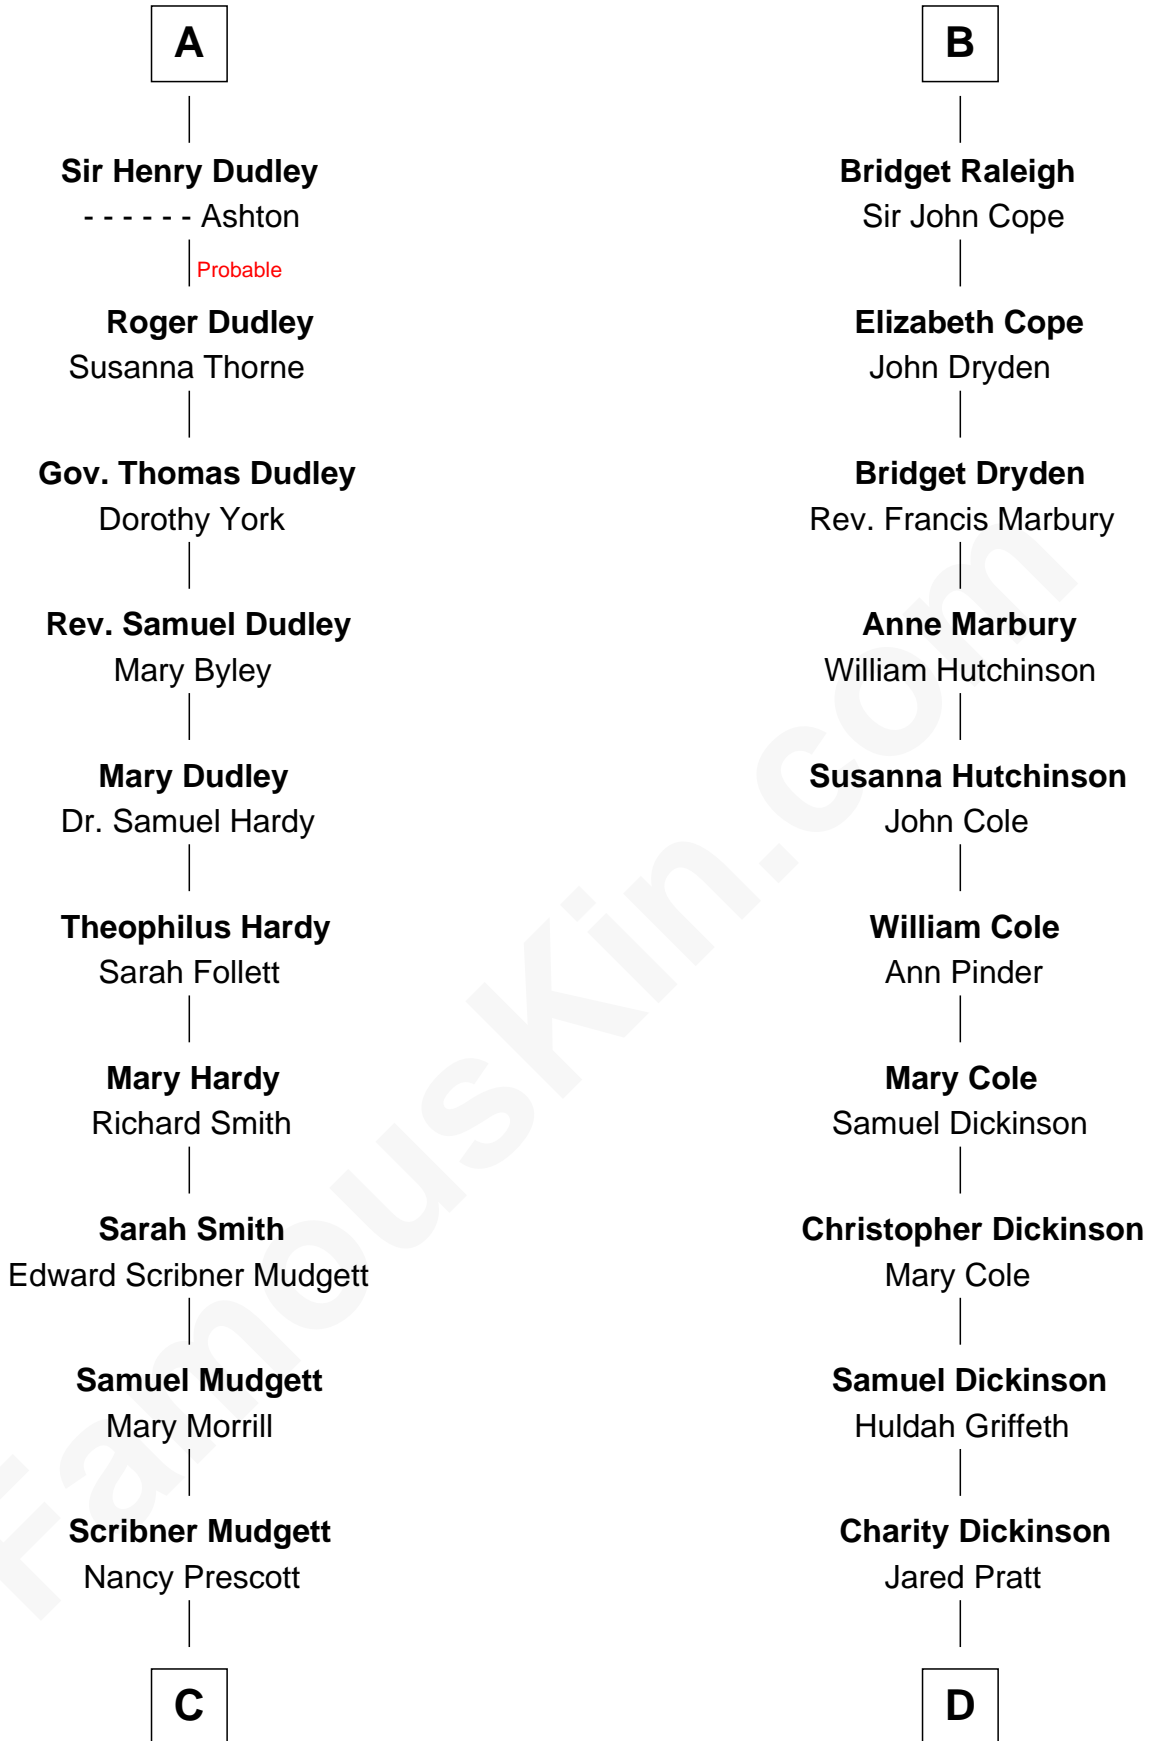 A
Sir Henry Dudley
- - - - - - Ashton
Probable
Roger Dudley
Susanna Thorne
Gov. Thomas Dudley
Dorothy York
Rev. Samuel Dudley
Mary Byley
Mary Dudley
Dr. Samuel Hardy
Theophilus Hardy
Sarah Follett
Mary Hardy
Richard Smith
Sarah Smith
Edward Scribner Mudgett
Samuel Mudgett
Mary Morrill
Scribner Mudgett
Nancy Prescott
C
B
Bridget Raleigh
Sir John Cope
Elizabeth Cope
John Dryden
Bridget Dryden
Rev. Francis Marbury
Anne Marbury
William Hutchinson
Susanna Hutchinson
John Cole
William Cole
Ann Pinder
Mary Cole
Samuel Dickinson
Christopher Dickinson
Mary Cole
Samuel Dickinson
Huldah Griffeth
Charity Dickinson
Jared Pratt
D
FamousKin.com